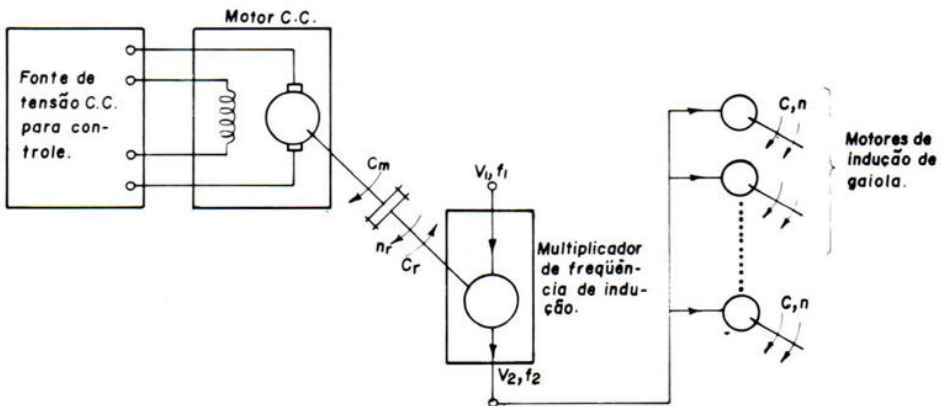 Motor C.C.
Fonte de
tensão C.C.
para con-
trole.
Cm
nr
Cr
V1,f1
Multiplicador
de freqüên-
cia de indu-
ção.
V2,f2
C,n
Motores de
indução de
gaiola.
C,n